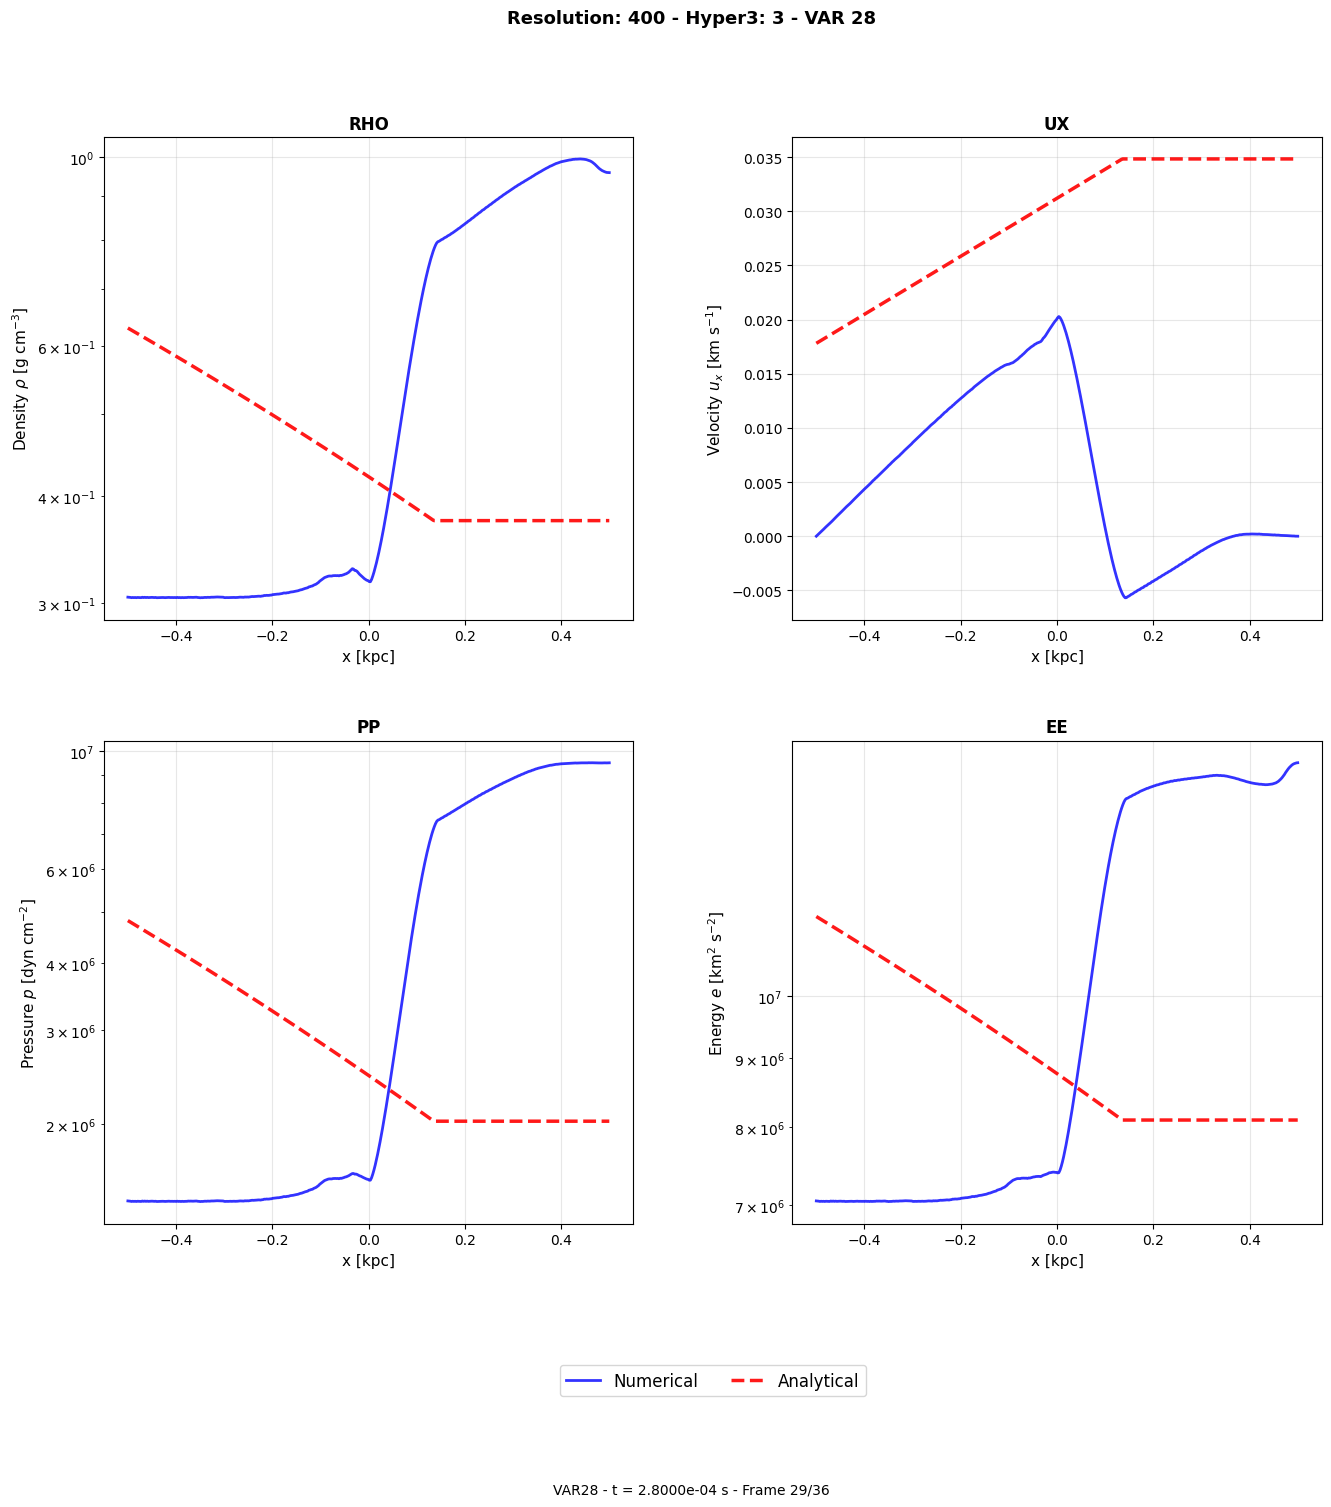 Resolution: 400 - Hyper3: 3 - VAR 28
RHO
10⁰
6 × 10⁻¹
4 × 10⁻¹
3 × 10⁻¹
Density ρ [g cm⁻³]
−0.4 −0.2 0.0 0.2 0.4
x [kpc]
UX
0.035
0.030
0.025
0.020
0.015
0.010
0.005
0.000
−0.005
Velocity uₓ [km s⁻¹]
−0.4 −0.2 0.0 0.2 0.4
x [kpc]
PP
10⁷
6 × 10⁶
4 × 10⁶
3 × 10⁶
2 × 10⁶
Pressure p [dyn cm⁻²]
−0.4 −0.2 0.0 0.2 0.4
x [kpc]
EE
10⁷
9 × 10⁶
8 × 10⁶
7 × 10⁶
Energy e [km² s⁻²]
−0.4 −0.2 0.0 0.2 0.4
x [kpc]
Numerical Analytical
VAR28 - t = 2.8000e-04 s - Frame 29/36